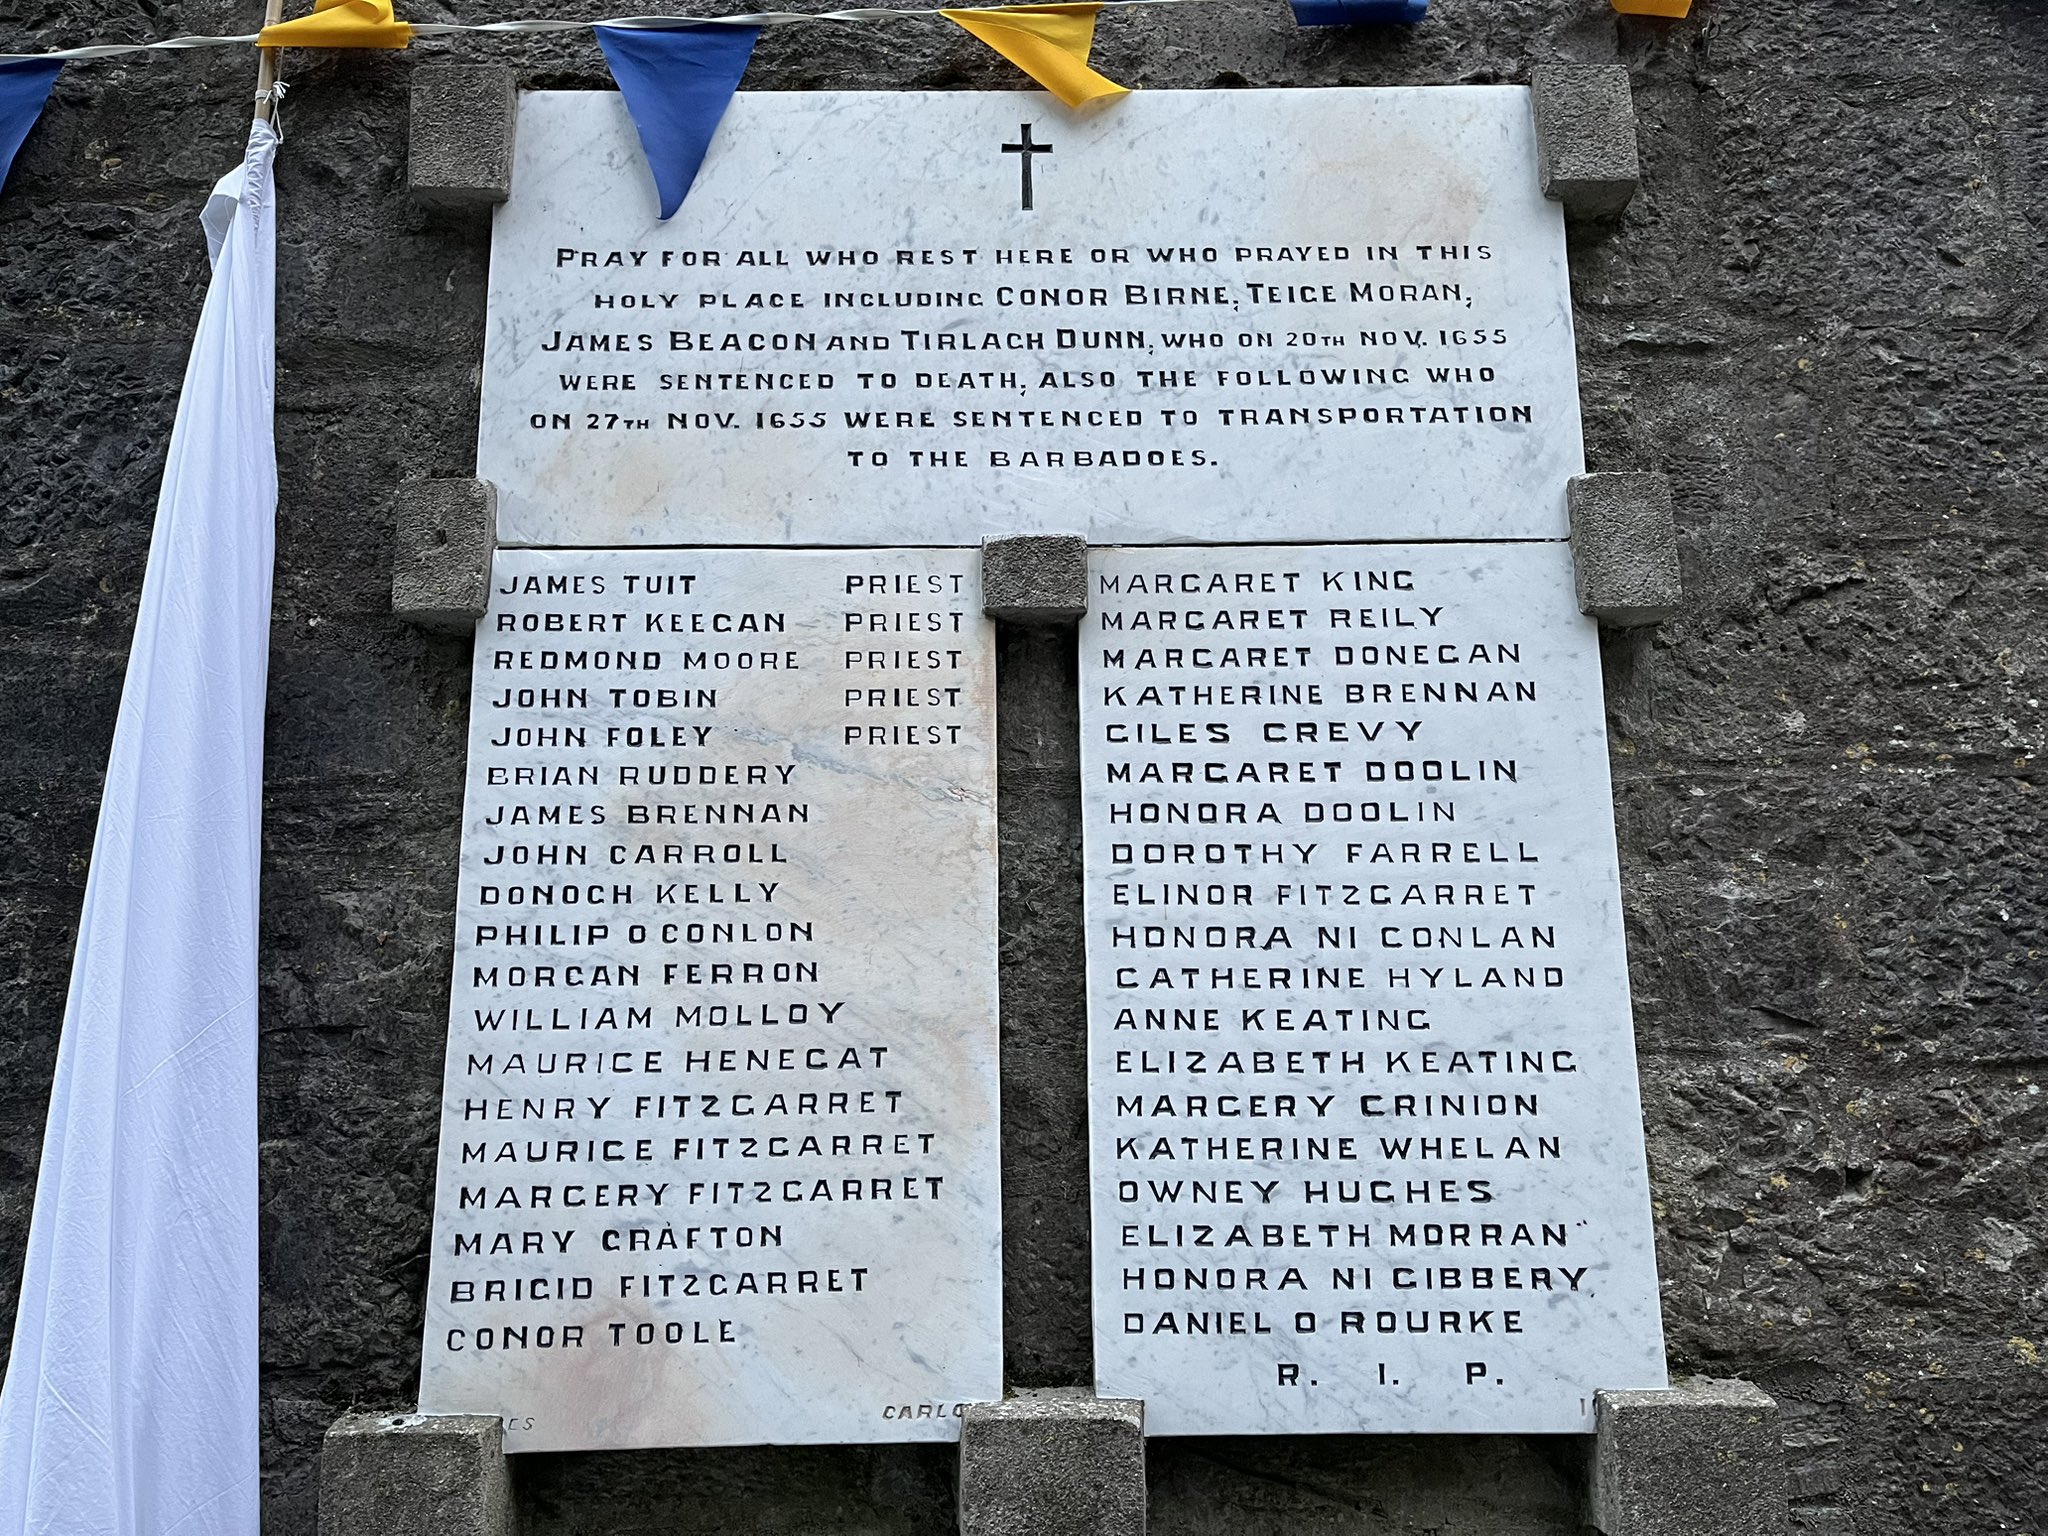 PRAY FOR ALL WHO REST HERE OR WHO PRAYED IN THIS
HOLY PLACE INCLUDING CONOR BIRNE, TEIGE MORAN,
JAMES BEACON AND TIRLAGH DUNN, WHO ON 20TH NOV. 1655
WERE SENTENCED TO DEATH, ALSO THE FOLLOWING WHO
ON 27TH NOV. 1655 WERE SENTENCED TO TRANSPORTATION
TO THE BARBADOES.
JAMES TUIT PRIEST
ROBERT KEEGAN PRIEST
REDMOND MOORE PRIEST
JOHN TOBIN PRIEST
JOHN FOLEY PRIEST
BRIAN RUDDERY
JAMES BRENNAN
JOHN CARROLL
DONOGH KELLY
PHILIP O CONLON
MORGAN FERRON
WILLIAM MOLLOY
MAURICE HENEGAT
HENRY FITZGARRET
MAURICE FITZGARRET
MARGERY FITZGARRET
MARY GRAFTON
BRIGID FITZGARRET
CONOR TOOLE
MARGARET KING
MARGARET REILY
MARGARET DONEGAN
KATHERINE BRENNAN
GILES CREVY
MARGARET DOOLIN
HONORA DOOLIN
DOROTHY FARRELL
ELINOR FITZGARRET
HONORA NI CONLAN
CATHERINE HYLAND
ANNE KEATING
ELIZABETH KEATING
MARGERY CRINION
KATHERINE WHELAN
OWNEY HUGHES
ELIZABETH MORRAN
HONORA NI GIBBERY
DANIEL O ROURKE
R. I. P.